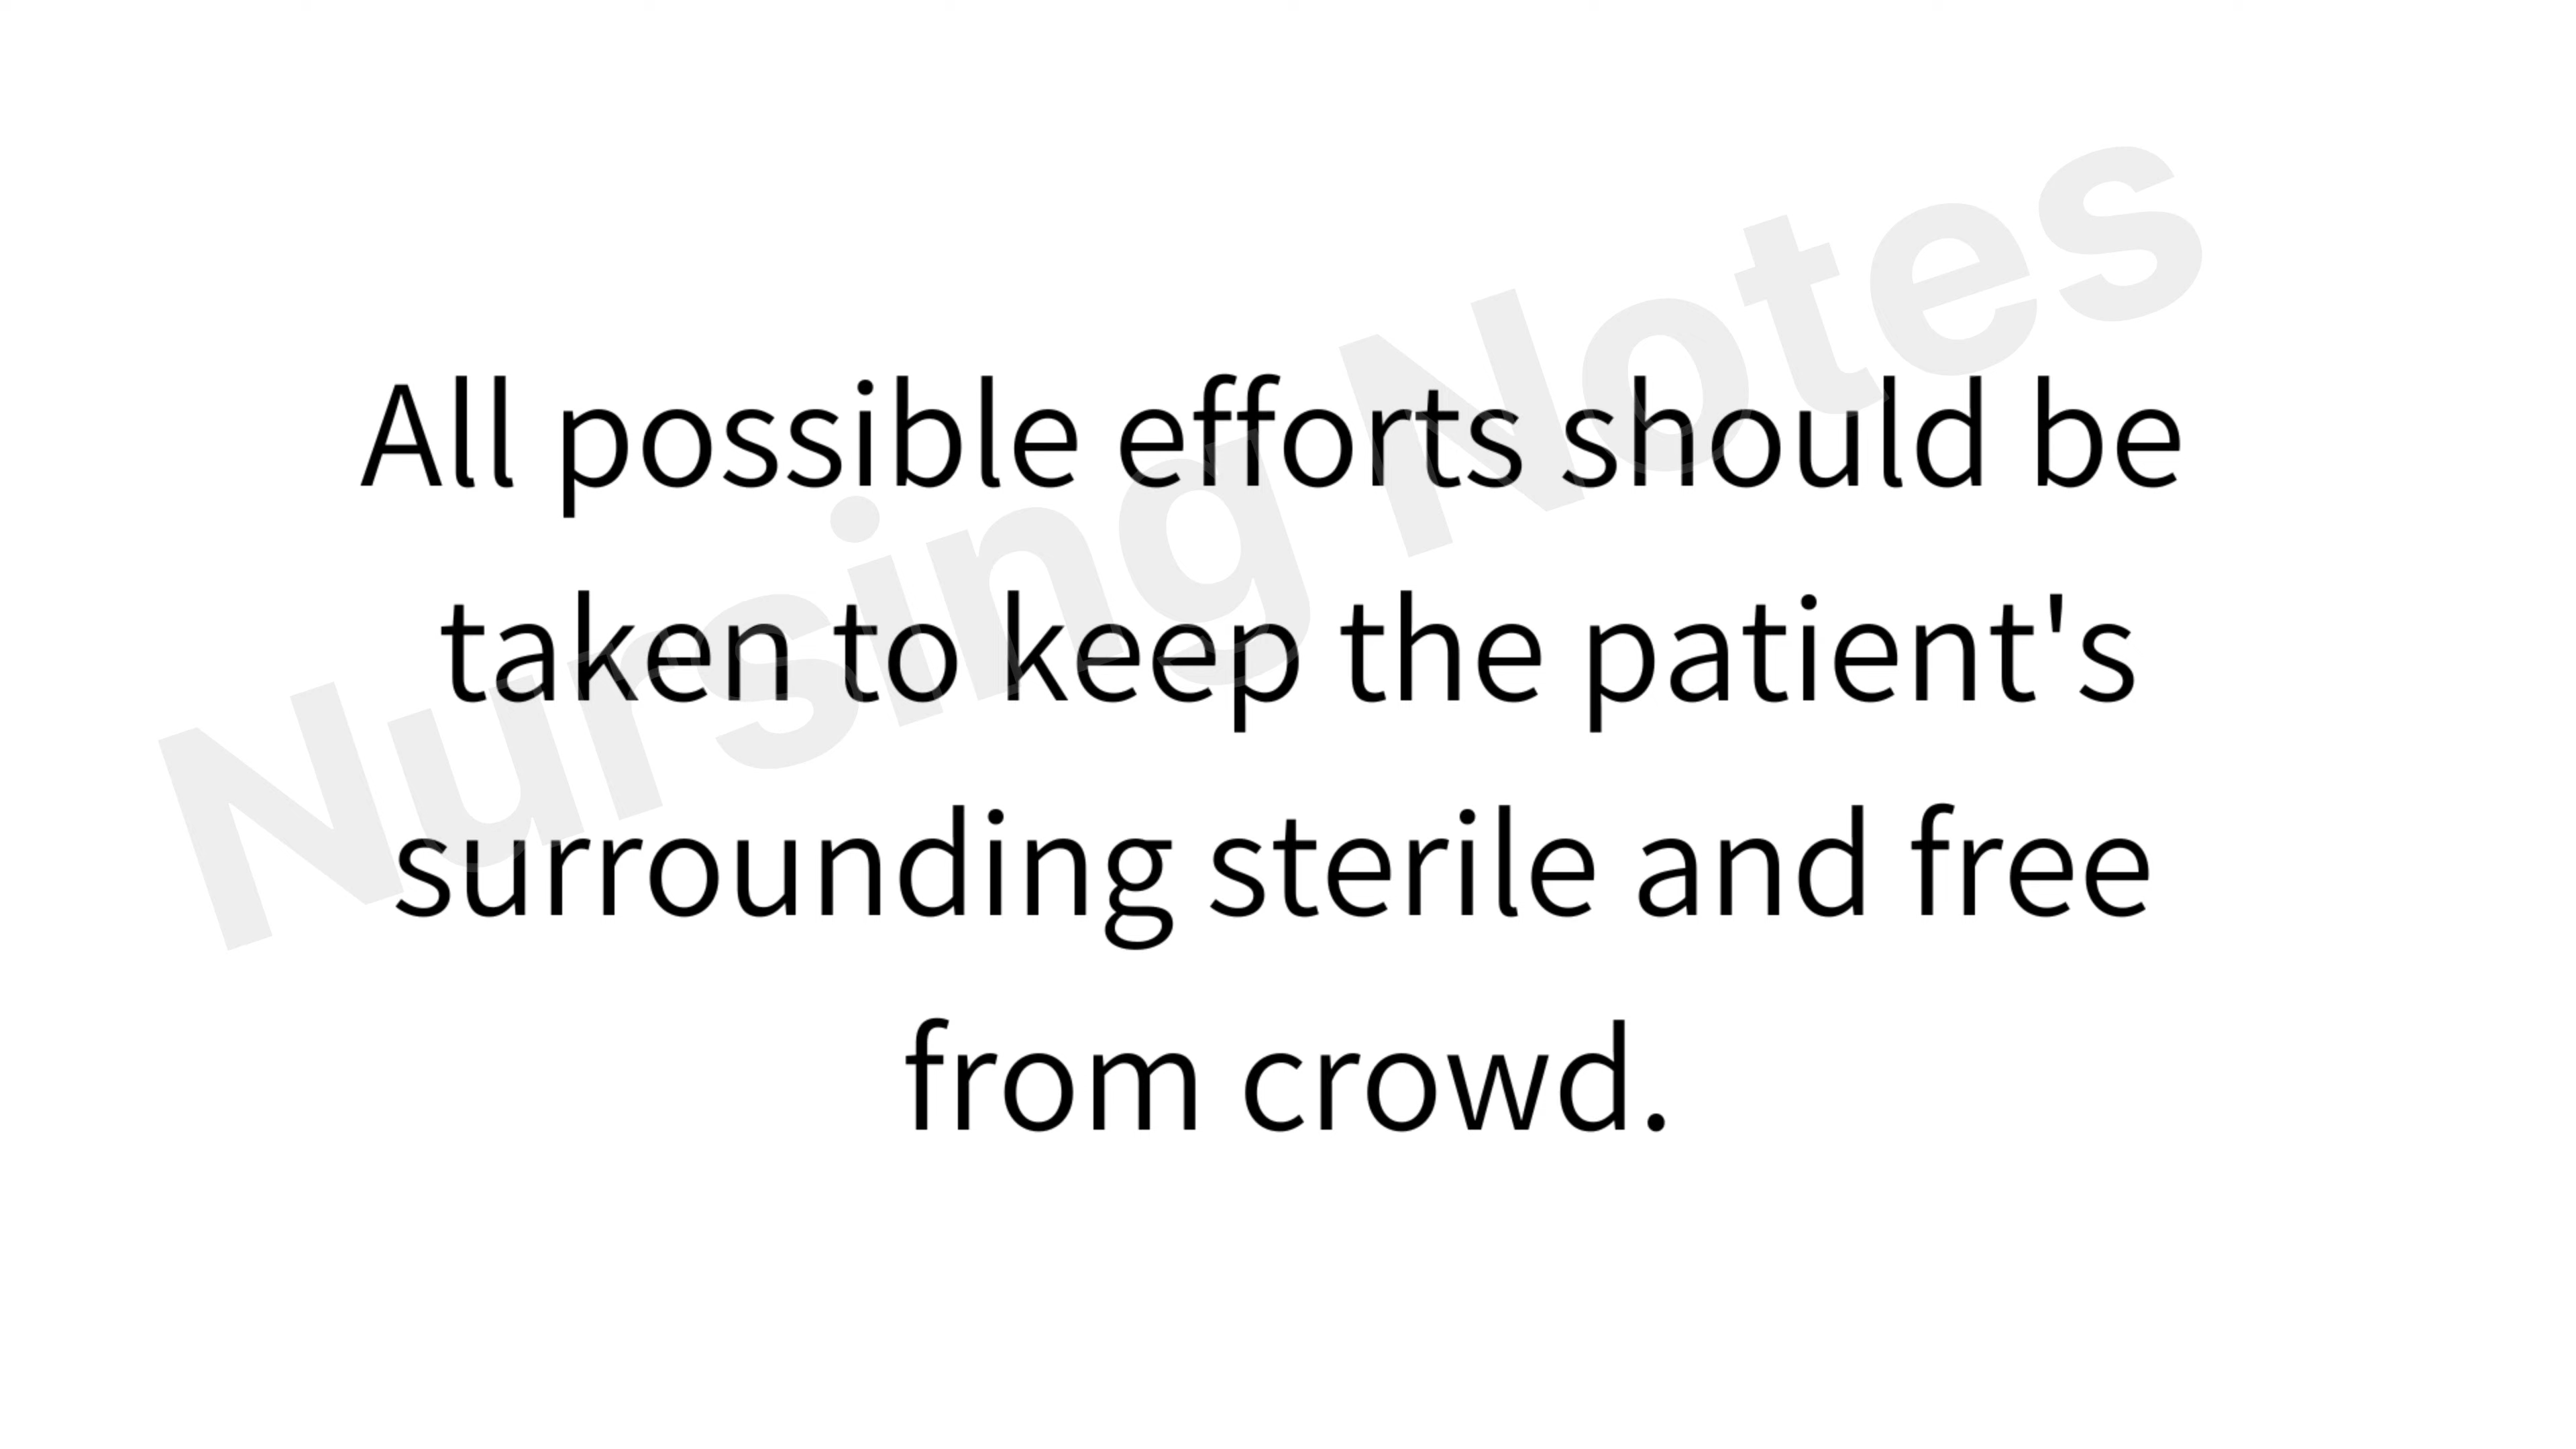 All possible efforts should be
taken to keep the patient's
surrounding sterile and free
from crowd.
Nursing Notes